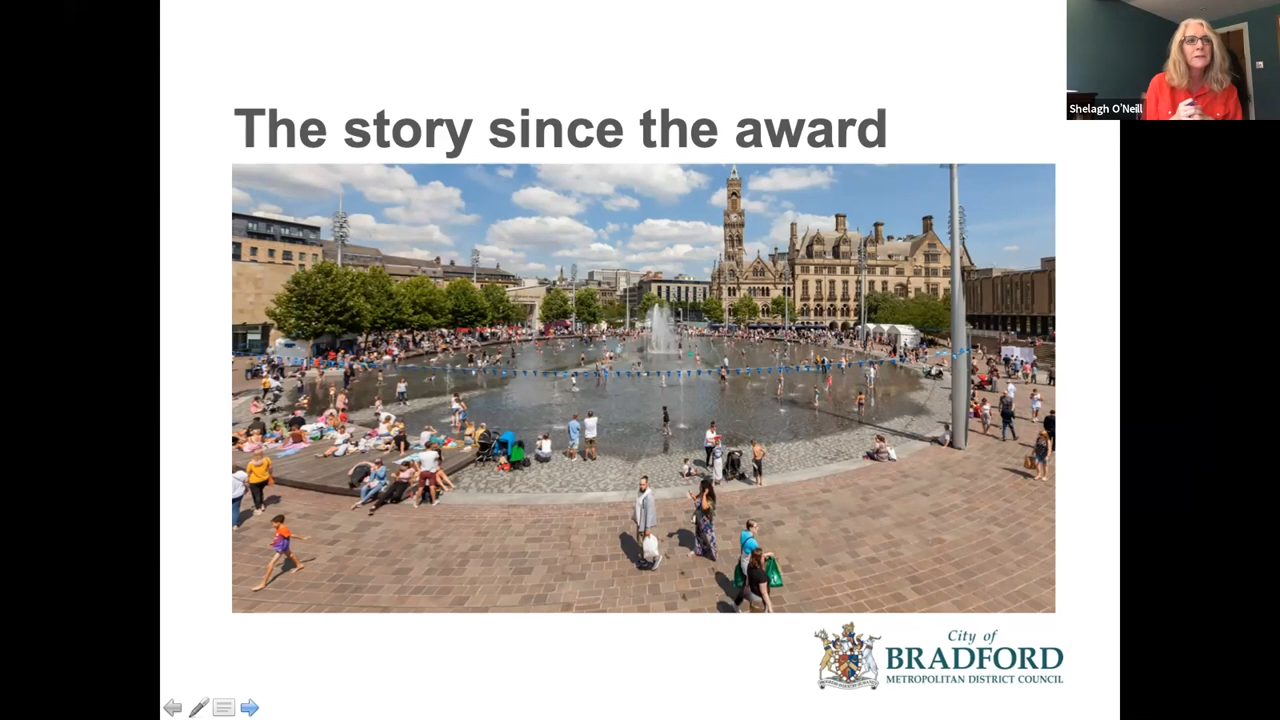 The story since the award
Shelagh O'Neill
City of
BRADFORD
METROPOLITAN DISTRICT COUNCIL